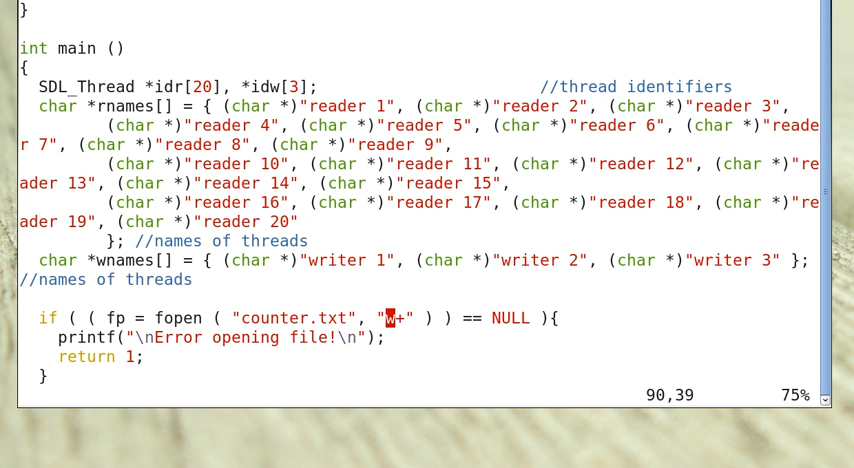 }
int main ()
{
  SDL_Thread *idr[20], *idw[3];                       //thread identifiers
  char *rnames[] = { (char *)"reader 1", (char *)"reader 2", (char *)"reader 3",
         (char *)"reader 4", (char *)"reader 5", (char *)"reader 6", (char *)"reade
r 7", (char *)"reader 8", (char *)"reader 9",
         (char *)"reader 10", (char *)"reader 11", (char *)"reader 12", (char *)"re
ader 13", (char *)"reader 14", (char *)"reader 15",
         (char *)"reader 16", (char *)"reader 17", (char *)"reader 18", (char *)"re
ader 19", (char *)"reader 20"
         }; //names of threads
  char *wnames[] = { (char *)"writer 1", (char *)"writer 2", (char *)"writer 3" };
//names of threads
  if ( ( fp = fopen ( "counter.txt", "w+" ) ) == NULL ){
    printf("\nError opening file!\n");
    return 1;
  }
90,39         75%